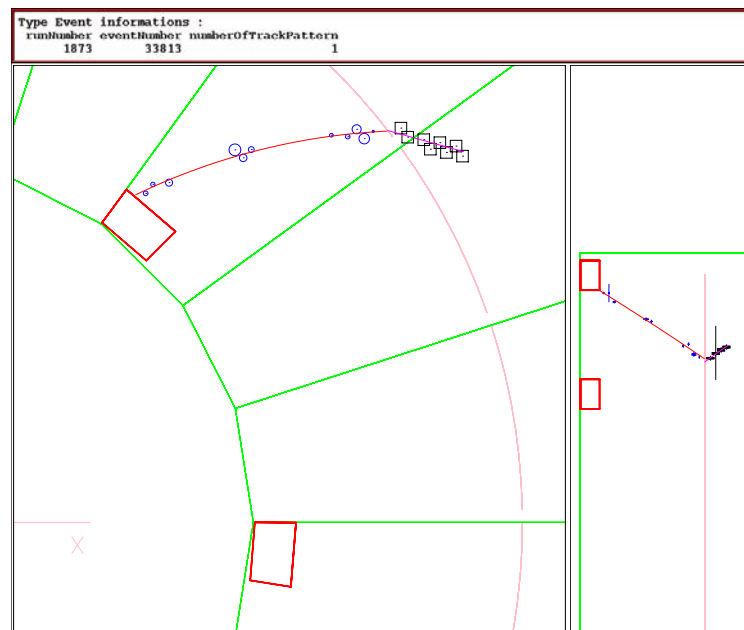 Type Event informations :
runNumber eventNumber numberOfTrackPattern
1873 33813 1
X